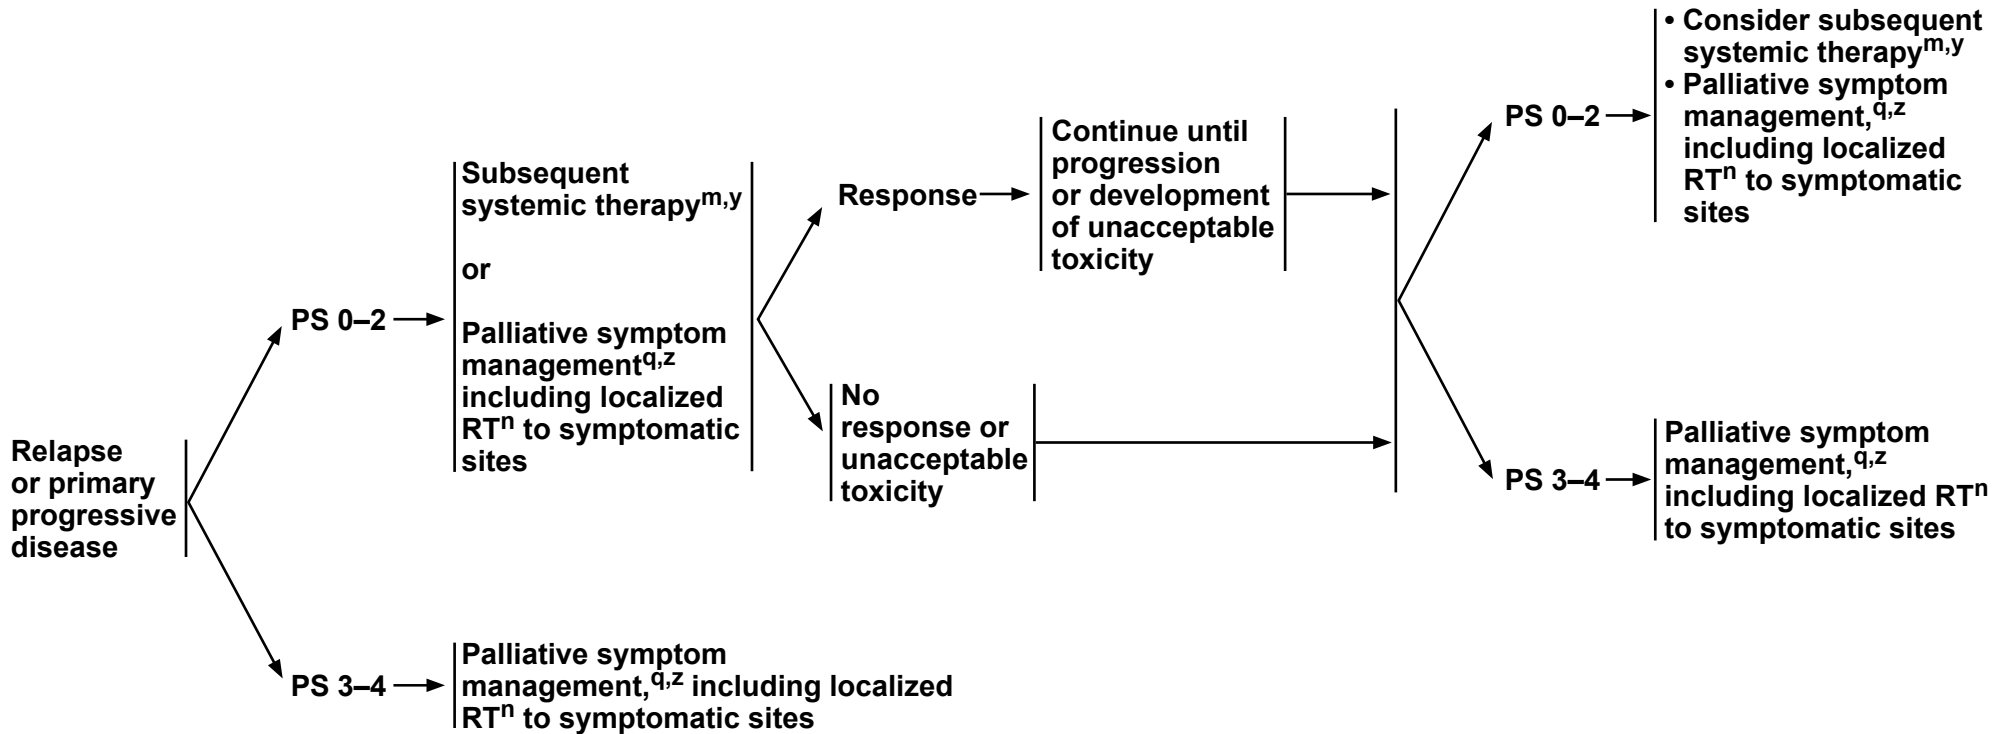 Relapse
or primary
progressive
disease
PS 0–2
Subsequent
systemic therapym,y
or
Palliative symptom
managementq,z
including localized
RTn to symptomatic
sites
Response
Continue until
progression
or development
of unacceptable
toxicity
No
response or
unacceptable
toxicity
PS 0–2
• Consider subsequent
systemic therapym,y
• Palliative symptom
management,q,z
including localized
RTn to symptomatic
sites
PS 3–4
Palliative symptom
management,q,z
including localized RTn
to symptomatic sites
PS 3–4
Palliative symptom
management,q,z including localized
RTn to symptomatic sites